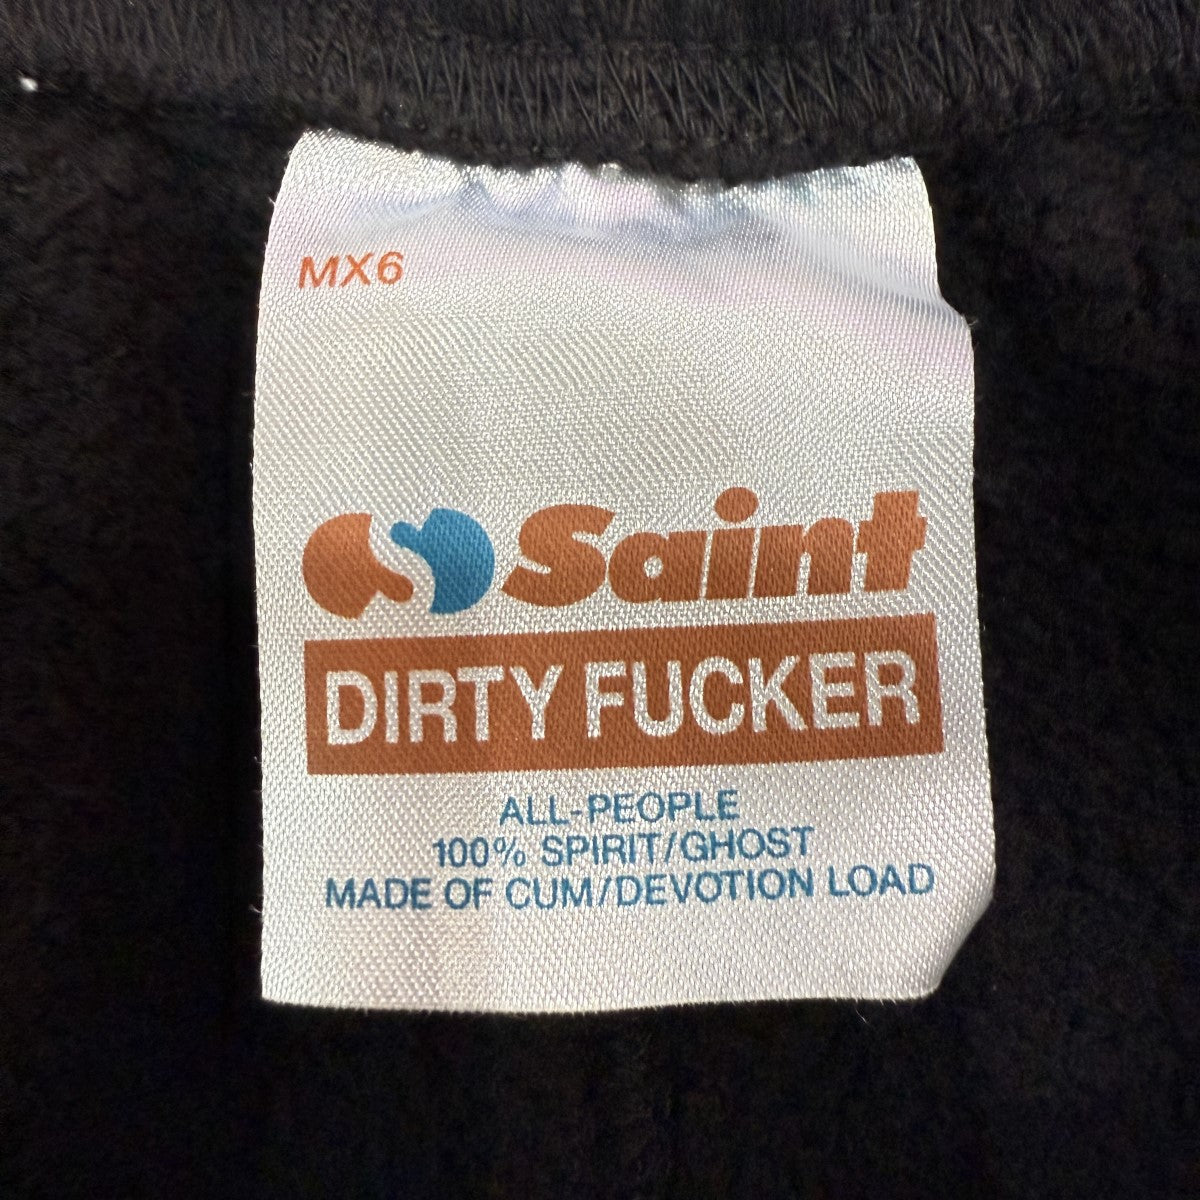 MX6
Saint
DIRTY FUCKER
ALL-PEOPLE
100% SPIRIT/GHOST
MADE OF CUM/DEVOTION LOAD